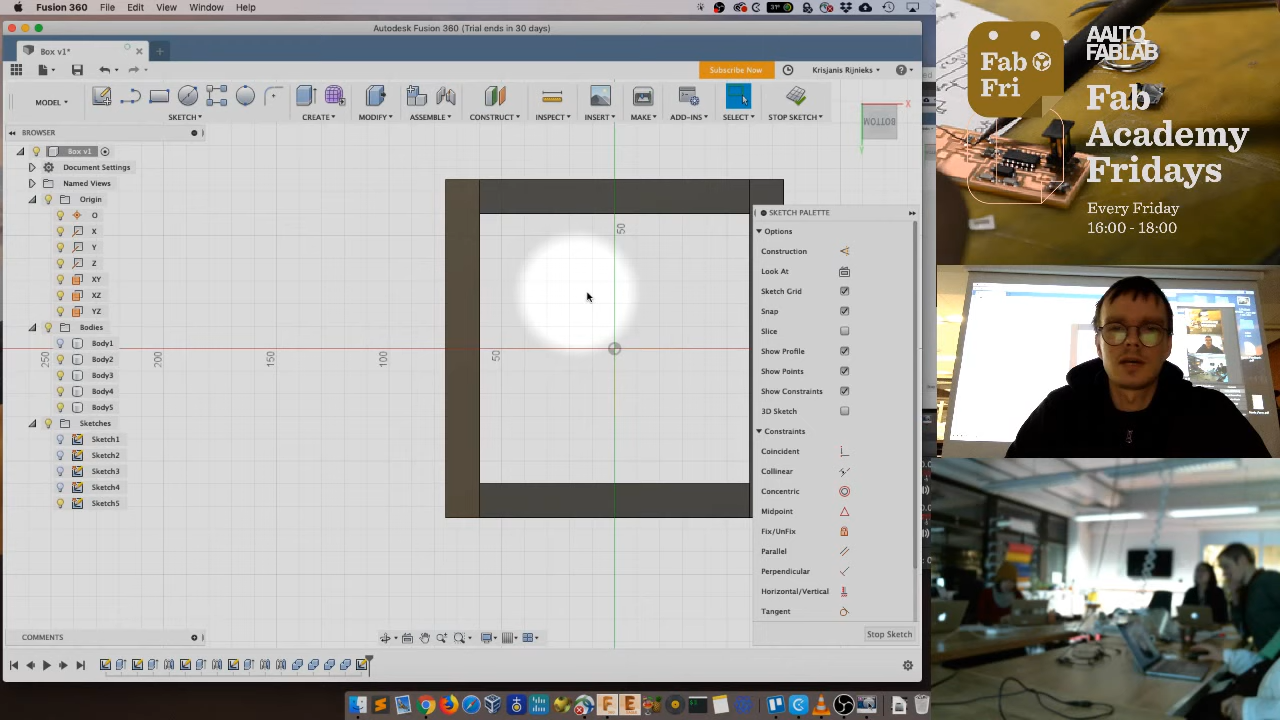 Fusion 360 File Edit View Window Help
31°
Autodesk Fusion 360 (Trial ends in 30 days)
Box v1*
Subscribe Now
Krisjanis Rijnieks
MODEL
SKETCH
CREATE
MODIFY
ASSEMBLE
CONSTRUCT
INSPECT
INSERT
MAKE
ADD-INS
SELECT
STOP SKETCH
BROWSER
Box v1
Document Settings
Named Views
Origin
O
X
Y
Z
XY
XZ
YZ
Bodies
Body1
Body2
Body3
Body4
Body5
Sketches
Sketch1
Sketch2
Sketch3
Sketch4
Sketch5
X
BOTTOM
Y
50
250
200
150
100
50
SKETCH PALETTE
Options
Construction
Look At
Sketch Grid
Snap
Slice
Show Profile
Show Points
Show Constraints
3D Sketch
Constraints
Coincident
Collinear
Concentric
Midpoint
Fix/UnFix
Parallel
Perpendicular
Horizontal/Vertical
Tangent
Stop Sketch
COMMENTS
Fab
Fri
AALTO
FABLAB
Fab
Academy
Fridays
Every Friday
16:00 - 18:00